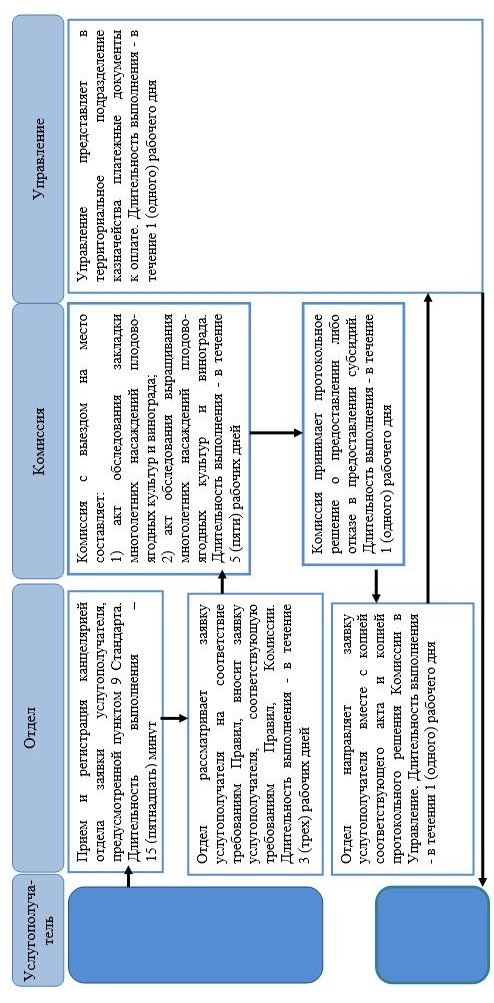 Услугополуча-
тель
Отдел
Комиссия
Управление
Прием и регистрация канцелярией
отдела заявки услугополучателя,
предусмотренной пунктом 9 Стандарта.
Длительность выполнения –
15 (пятнадцать) минут
Отдел рассматривает заявку
услугополучателя на соответствие
требованиям Правил, вносит заявку
услугополучателя, соответствующую
требованиям Правил, Комиссии.
Длительность выполнения - в течение
3 (трех) рабочих дней
Отдел направляет заявку
услугополучателя вместе с копией
соответствующего акта и копией
протокольного решения Комиссии в
Управление. Длительность выполнения
- в течении 1 (одного) рабочего дня
Комиссия с выездом на место
составляет:
1) акт обследования закладки
многолетних насаждений плодово-
ягодных культур и винограда;
2) акт обследования выращивания
многолетних насаждений плодово-
ягодных культур и винограда.
Длительность выполнения - в течение
5 (пяти) рабочих дней
Комиссия принимает протокольное
решение о предоставлении либо
отказе в предоставлении субсидий.
Длительность выполнения - в течение
1 (одного) рабочего дня
Управление представляет в
территориальное подразделение
казначейства платежные документы
к оплате. Длительность выполнения - в
течение 1 (одного) рабочего дня